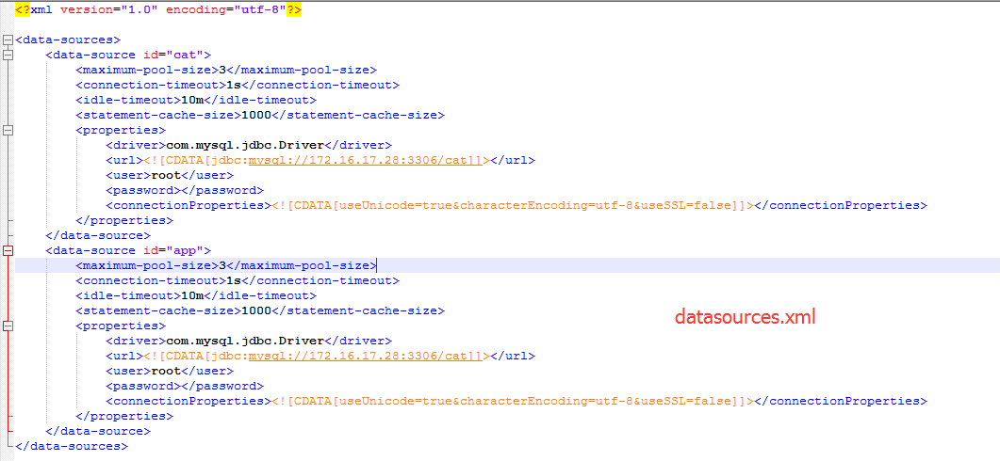 <?xml version="1.0" encoding="utf-8"?>
<data-sources>
<data-source id="cat">
<maximum-pool-size>3</maximum-pool-size>
<connection-timeout>1s</connection-timeout>
<idle-timeout>10m</idle-timeout>
<statement-cache-size>1000</statement-cache-size>
<properties>
<driver>com.mysql.jdbc.Driver</driver>
<url><![CDATA[jdbc:mysql://172.16.17.28:3306/cat]]></url>
<user>root</user>
<password></password>
<connectionProperties><![CDATA[useUnicode=true&characterEncoding=utf-8&useSSL=false]]></connectionProperties>
</properties>
</data-source>
<data-source id="app">
<maximum-pool-size>3</maximum-pool-size>
<connection-timeout>1s</connection-timeout>
<idle-timeout>10m</idle-timeout>
<statement-cache-size>1000</statement-cache-size>
datasources.xml
<properties>
<driver>com.mysql.jdbc.Driver</driver>
<url><![CDATA[jdbc:mysql://172.16.17.28:3306/cat]]></url>
<user>root</user>
<password></password>
<connectionProperties><![CDATA[useUnicode=true&characterEncoding=utf-8&useSSL=false]]></connectionProperties>
</properties>
</data-source>
</data-sources>